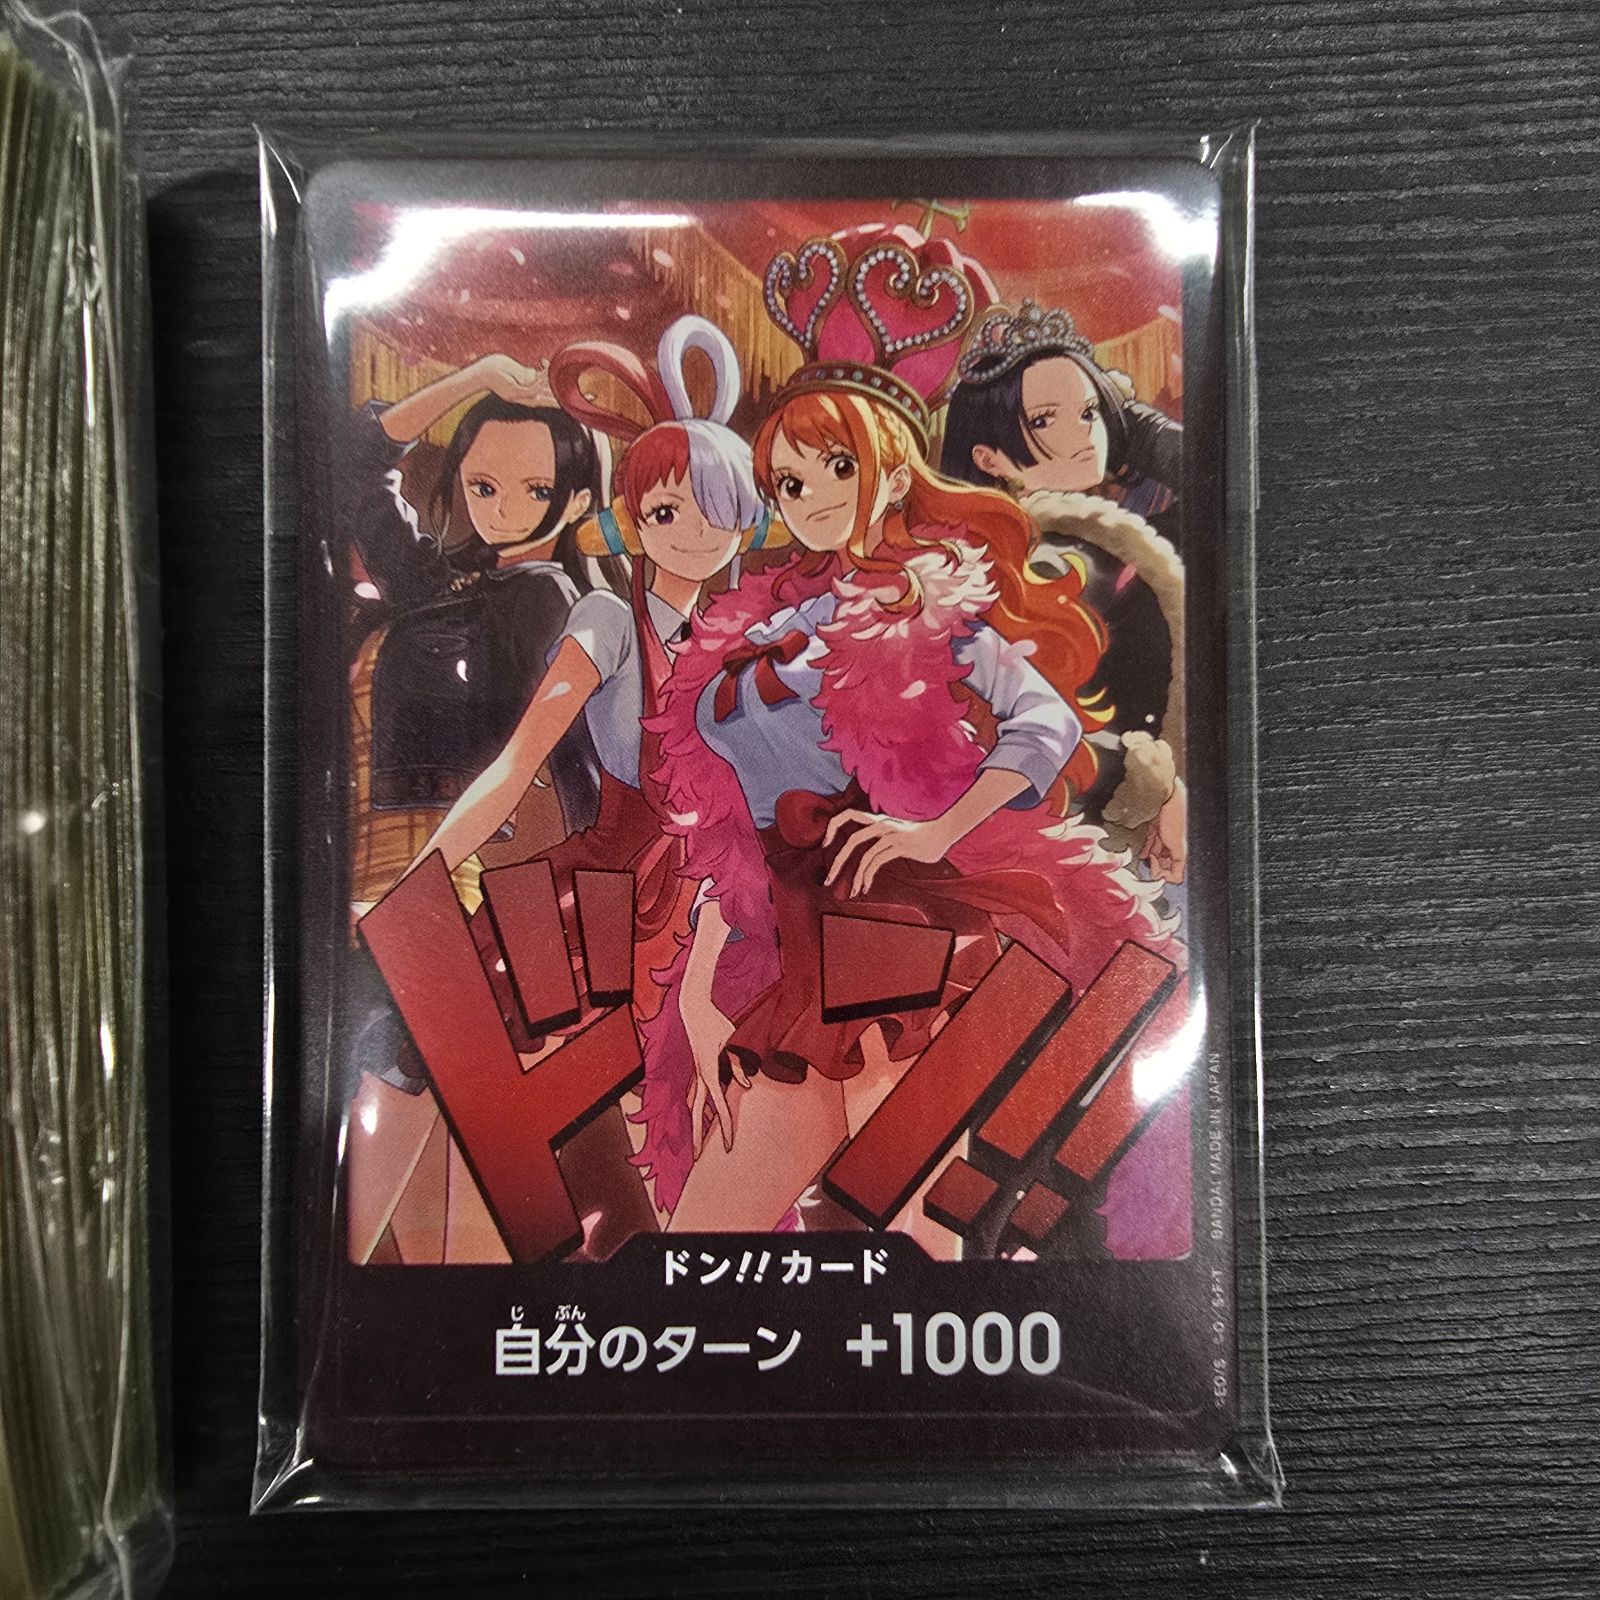 ドン!!
ドン!!カード
じ ぶん
自分のターン +1000
©E.O./S. ©E.O./S.F.,T. BANDAI MADE IN JAPAN